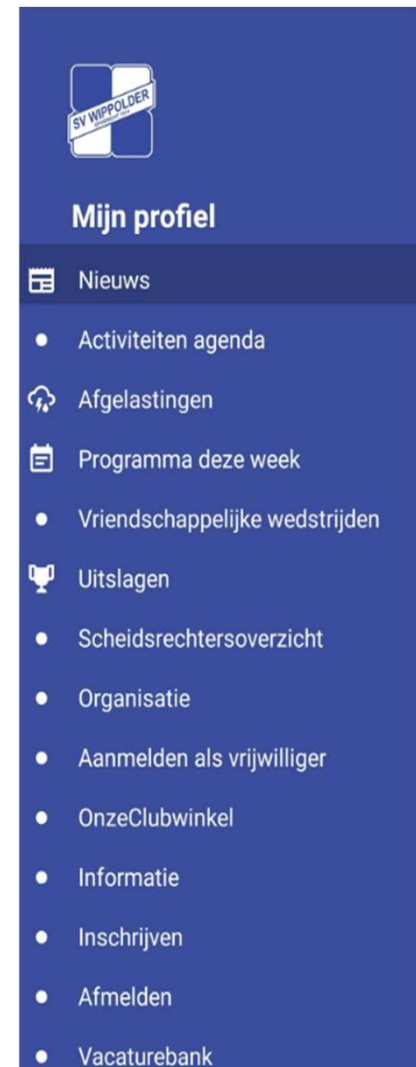 SV WIPPOLDER
Mijn profiel
Nieuws
Activiteiten agenda
Afgelastingen
Programma deze week
Vriendschappelijke wedstrijden
Uitslagen
Scheidsrechtersoverzicht
Organisatie
Aanmelden als vrijwilliger
OnzeClubwinkel
Informatie
Inschrijven
Afmelden
Vacaturebank